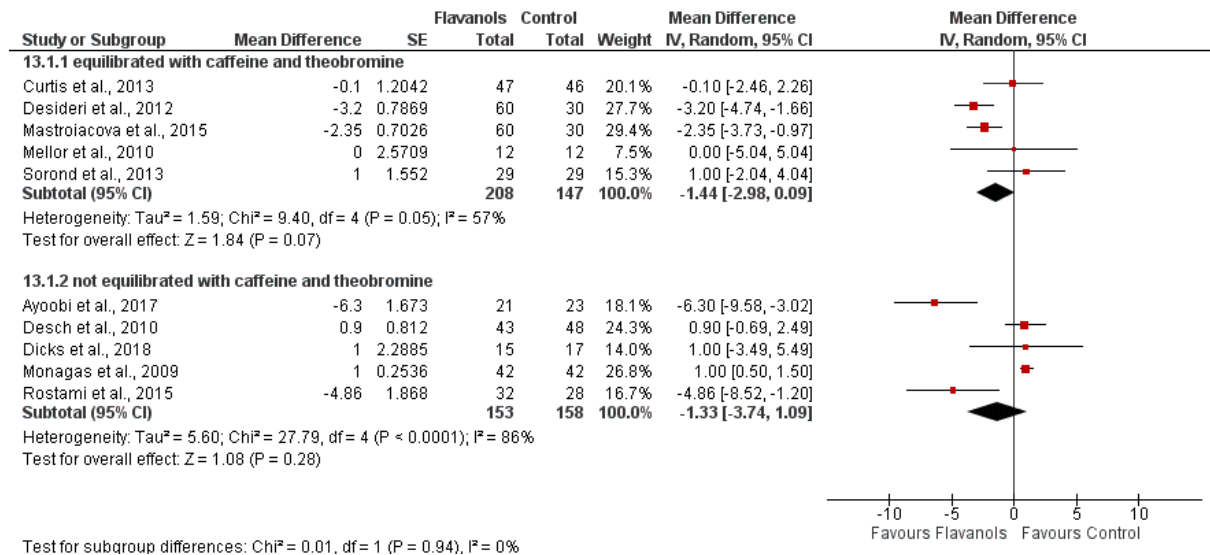 Flavanols Control Mean Difference Mean Difference
Study or Subgroup Mean Difference SE Total Total Weight IV, Random, 95% CI IV, Random, 95% CI
13.1.1 equilibrated with caffeine and theobromine
Curtis et al., 2013 -0.1 1.2042 47 46 20.1% -0.10 [-2.46, 2.26]
Desideri et al., 2012 -3.2 0.7869 60 30 27.7% -3.20 [-4.74, -1.66]
Mastroiacova et al., 2015 -2.35 0.7026 60 30 29.4% -2.35 [-3.73, -0.97]
Mellor et al., 2010 0 2.5709 12 12 7.5% 0.00 [-5.04, 5.04]
Sorond et al., 2013 1 1.552 29 29 15.3% 1.00 [-2.04, 4.04]
Subtotal (95% CI) 208 147 100.0% -1.44 [-2.98, 0.09]
Heterogeneity: Tau² = 1.59; Chi² = 9.40, df = 4 (P = 0.05); I² = 57%
Test for overall effect: Z = 1.84 (P = 0.07)
13.1.2 not equilibrated with caffeine and theobromine
Ayoobi et al., 2017 -6.3 1.673 21 23 18.1% -6.30 [-9.58, -3.02]
Desch et al., 2010 0.9 0.812 43 48 24.3% 0.90 [-0.69, 2.49]
Dicks et al., 2018 1 2.2885 15 17 14.0% 1.00 [-3.49, 5.49]
Monagas et al., 2009 1 0.2536 42 42 26.8% 1.00 [0.50, 1.50]
Rostami et al., 2015 -4.86 1.868 32 28 16.7% -4.86 [-8.52, -1.20]
Subtotal (95% CI) 153 158 100.0% -1.33 [-3.74, 1.09]
Heterogeneity: Tau² = 5.60; Chi² = 27.79, df = 4 (P < 0.0001); I² = 86%
Test for overall effect: Z = 1.08 (P = 0.28)
-10 -5 0 5 10
Favours Flavanols Favours Control
Test for subgroup differences: Chi² = 0.01, df = 1 (P = 0.94), I² = 0%